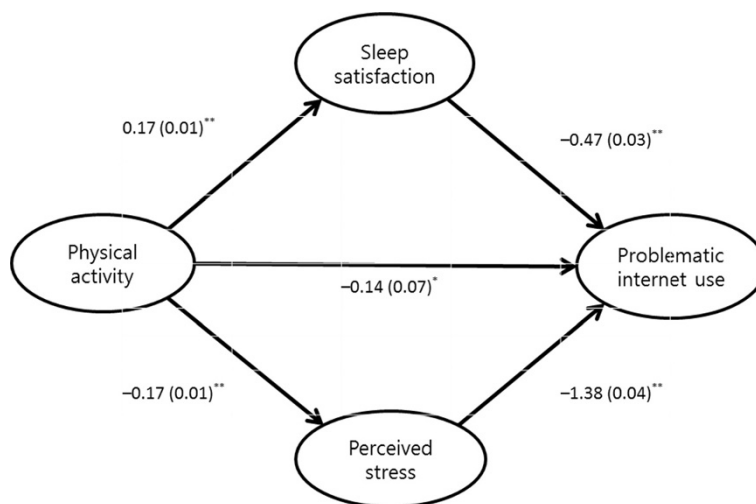 Sleep
satisfaction
0.17 (0.01)**
−0.47 (0.03)**
Physical
activity
Problematic
internet use
−0.14 (0.07)*
−0.17 (0.01)**
−1.38 (0.04)**
Perceived
stress